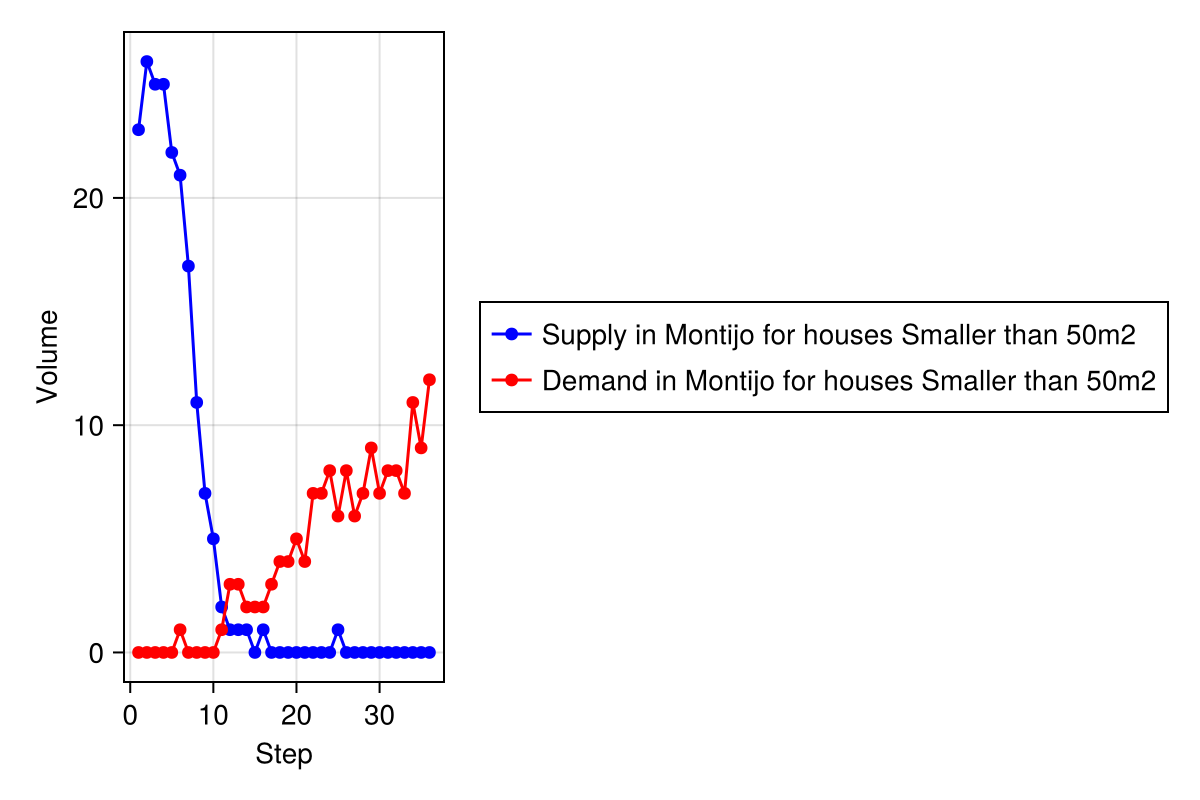 Volume
20
10
0
0 10 20 30
Step
Supply in Montijo for houses Smaller than 50m2
Demand in Montijo for houses Smaller than 50m2